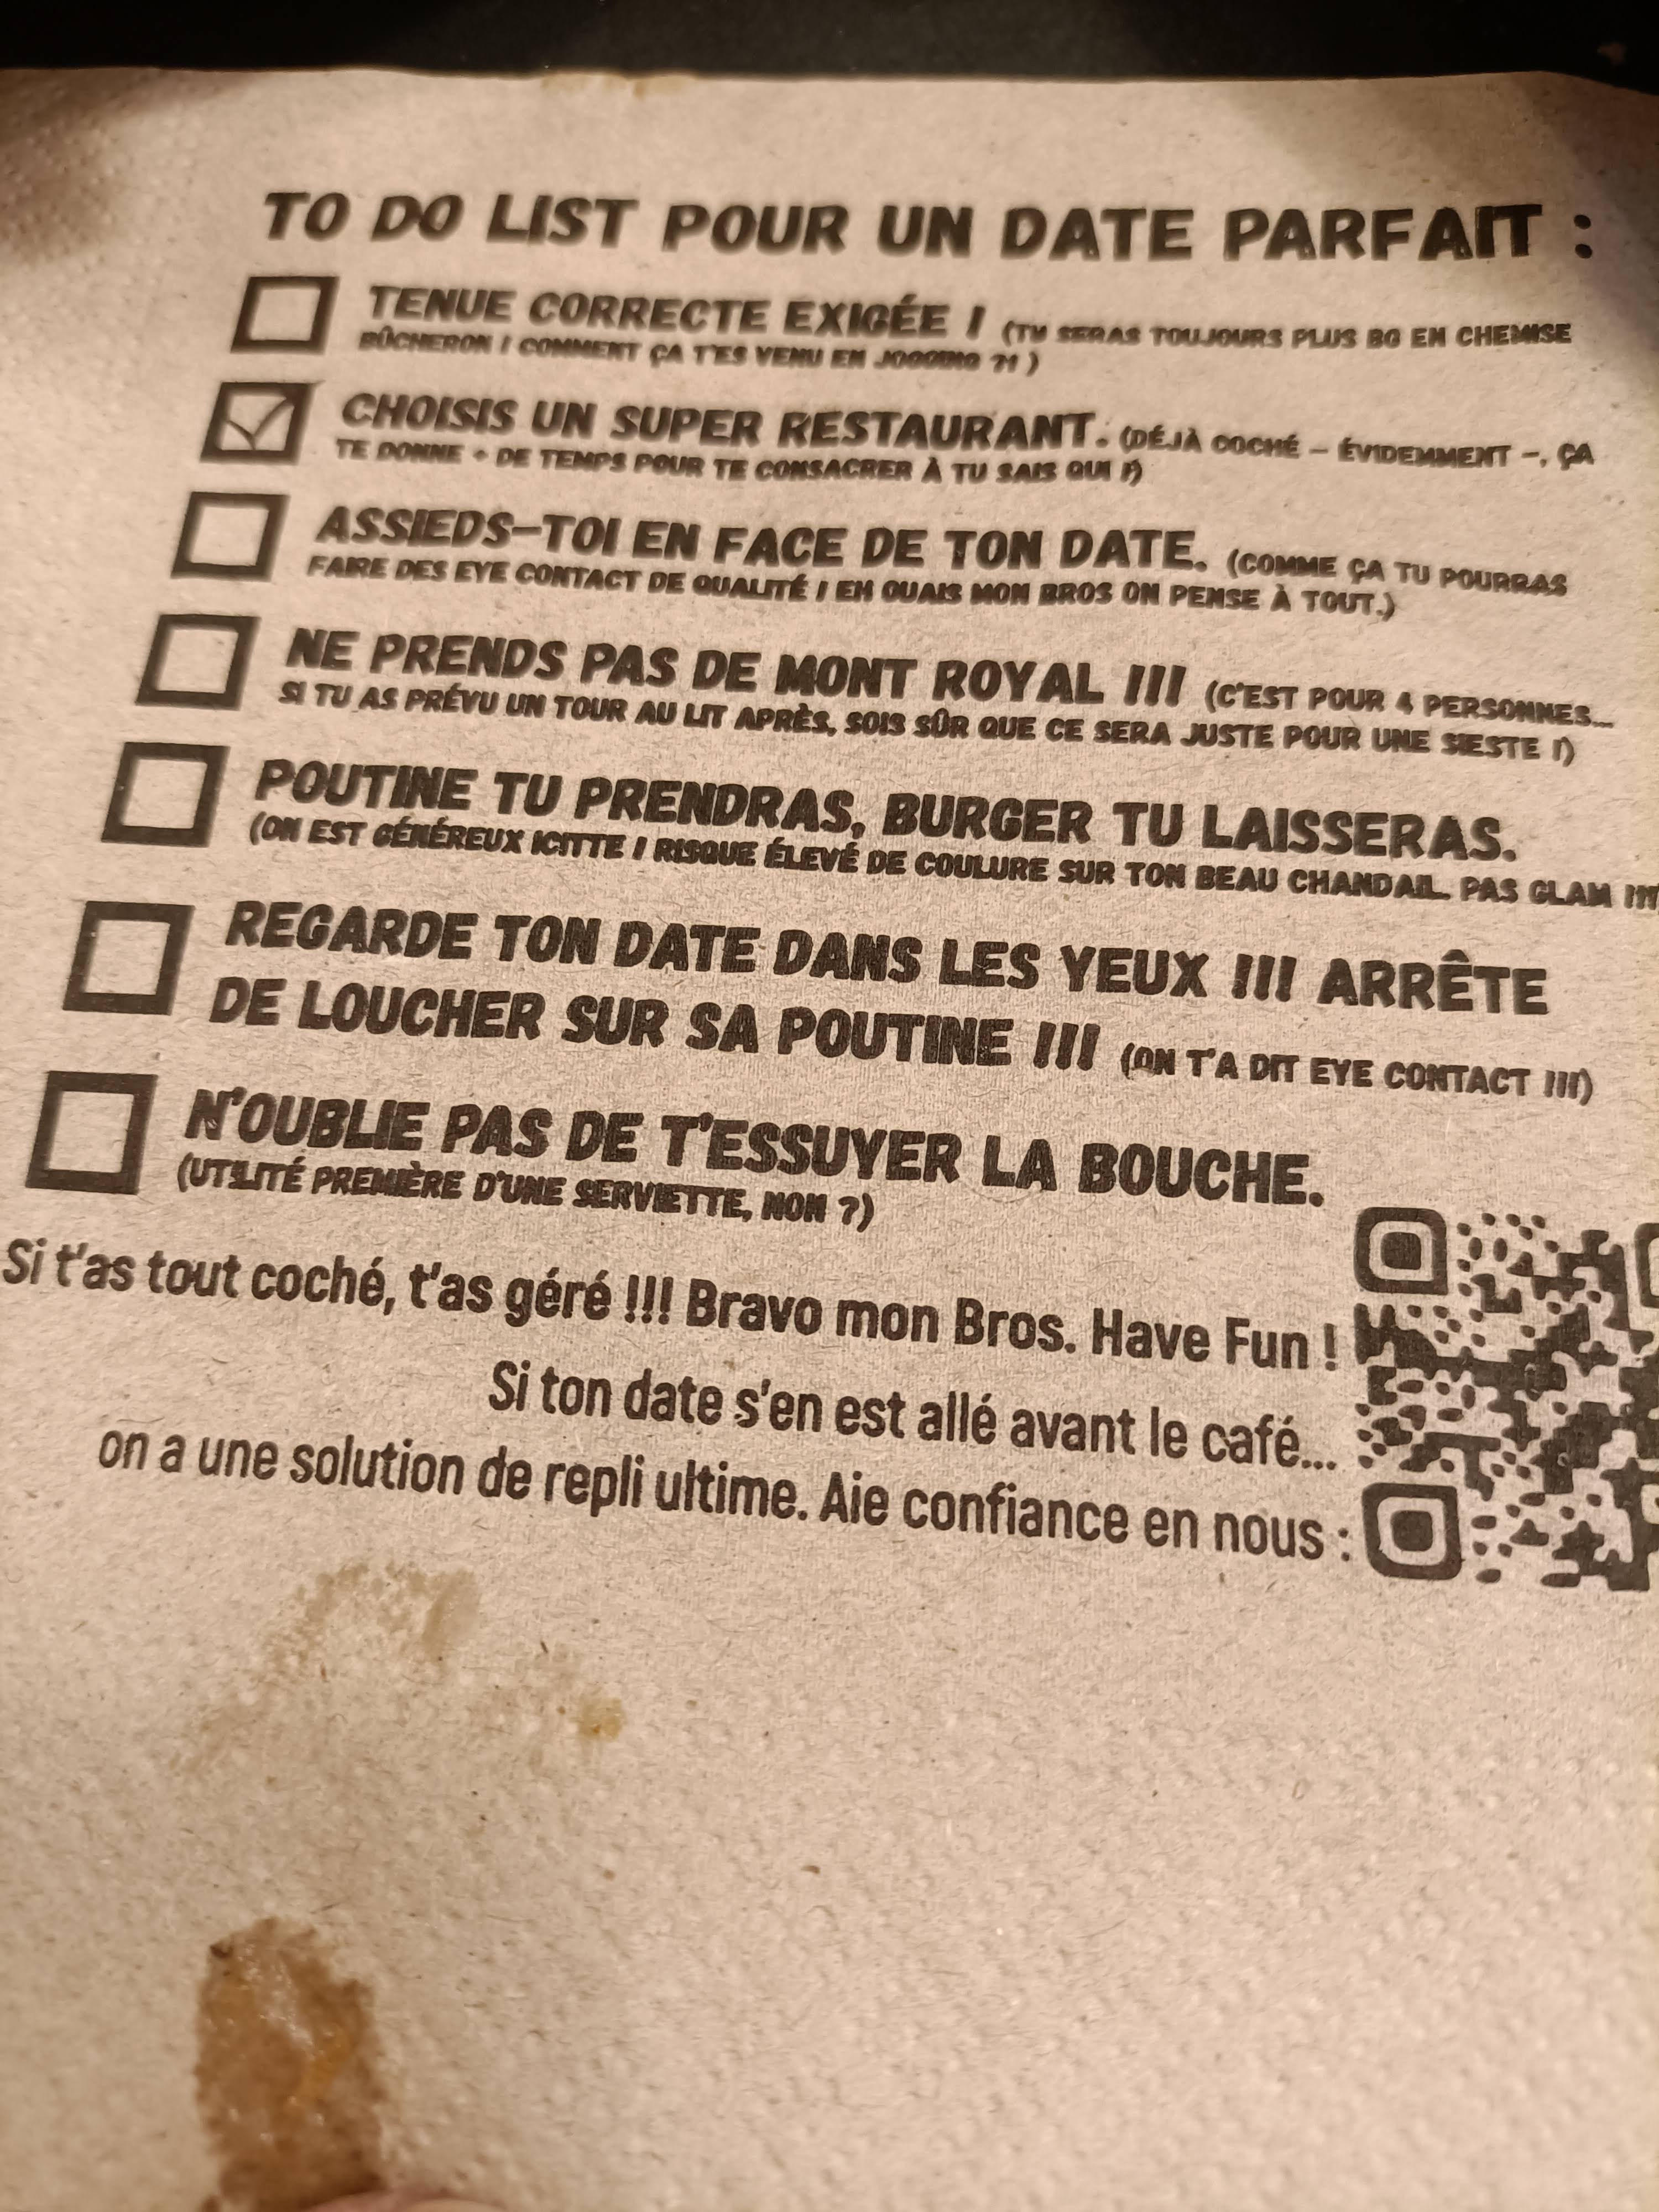 TO DO LIST POUR UN DATE PARFAIT :
TENUE CORRECTE EXIGÉE ! (TU SERAS TOUJOURS PLUS BG EN CHEMISE
BÛCHERON ! COMMENT ÇA T'ES VENU EN JOGGING ?! )
CHOISIS UN SUPER RESTAURANT. (DÉJÀ COCHÉ – ÉVIDEMMENT –, ÇA
TE DONNE + DE TEMPS POUR TE CONSACRER À TU SAIS QUI !)
ASSIEDS-TOI EN FACE DE TON DATE. (COMME ÇA TU POURRAS
FAIRE DES EYE CONTACT DE QUALITÉ ! EH OUAIS MON BROS ON PENSE À TOUT.)
NE PRENDS PAS DE MONT ROYAL !!! (C'EST POUR 4 PERSONNES...
SI TU AS PRÉVU UN TOUR AU LIT APRÈS, SOIS SÛR QUE CE SERA JUSTE POUR UNE SIESTE !)
POUTINE TU PRENDRAS, BURGER TU LAISSERAS.
(ON EST GÉNÉREUX ICITTE ! RISQUE ÉLEVÉ DE COULURE SUR TON BEAU CHANDAIL. PAS GLAM !!!
REGARDE TON DATE DANS LES YEUX !!! ARRÊTE
DE LOUCHER SUR SA POUTINE !!! (ON T'A DIT EYE CONTACT !!!)
N'OUBLIE PAS DE T'ESSUYER LA BOUCHE.
(UTILITÉ PREMIÈRE D'UNE SERVIETTE, NON ?)
Si t'as tout coché, t'as géré !!! Bravo mon Bros. Have Fun !
Si ton date s'en est allé avant le café...
on a une solution de repli ultime. Aie confiance en nous :